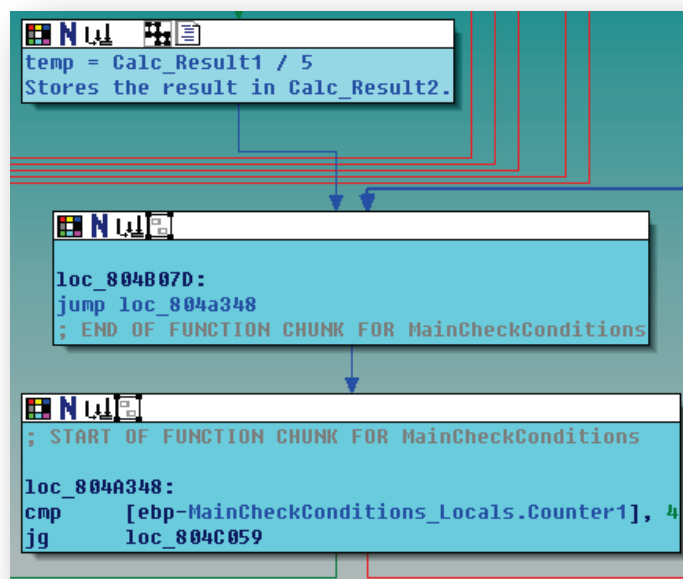 temp = Calc_Result1 / 5
Stores the result in Calc_Result2.
loc_804B07D:
jump loc_804a348
; END OF FUNCTION CHUNK FOR MainCheckConditions
; START OF FUNCTION CHUNK FOR MainCheckConditions
loc_804A348:
cmp [ebp-MainCheckConditions_Locals.Counter1], 4
jg loc_804C059